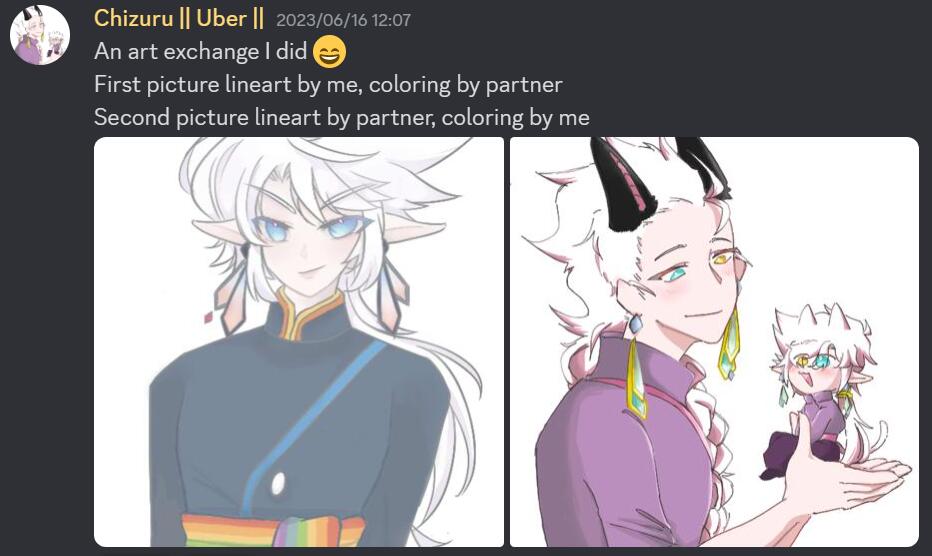 Chizuru || Uber || 2023/06/16 12:07
An art exchange I did 😄
First picture lineart by me, coloring by partner
Second picture lineart by partner, coloring by me